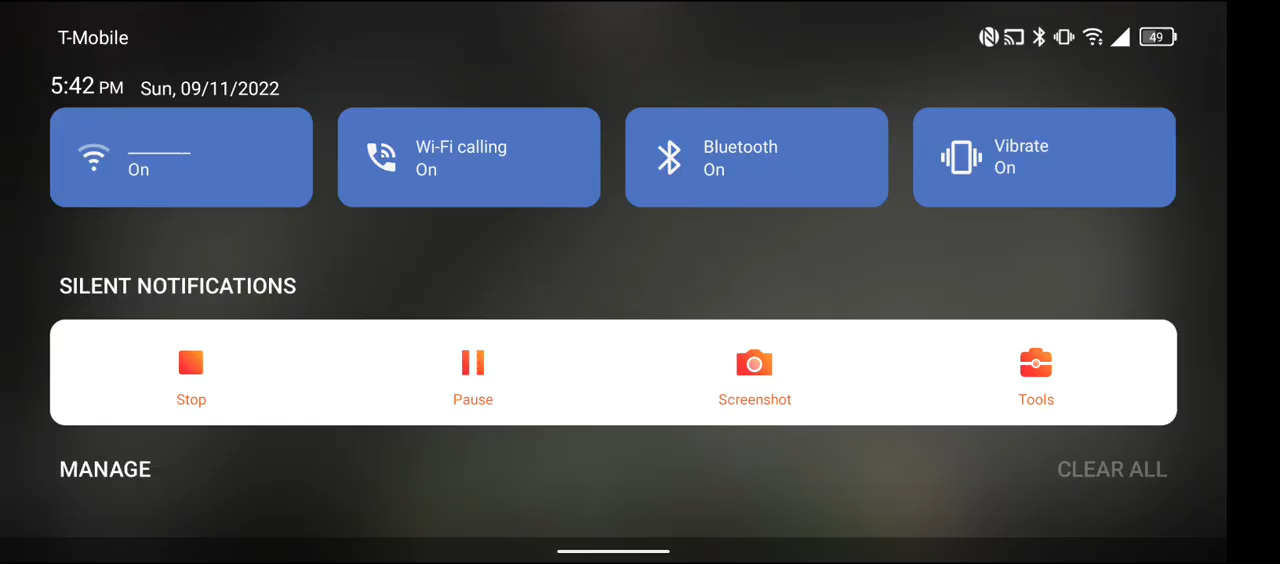 T-Mobile
49
5:42 PM Sun, 09/11/2022
On
Wi-Fi calling
On
Bluetooth
On
Vibrate
On
SILENT NOTIFICATIONS
Stop
Pause
Screenshot
Tools
MANAGE
CLEAR ALL